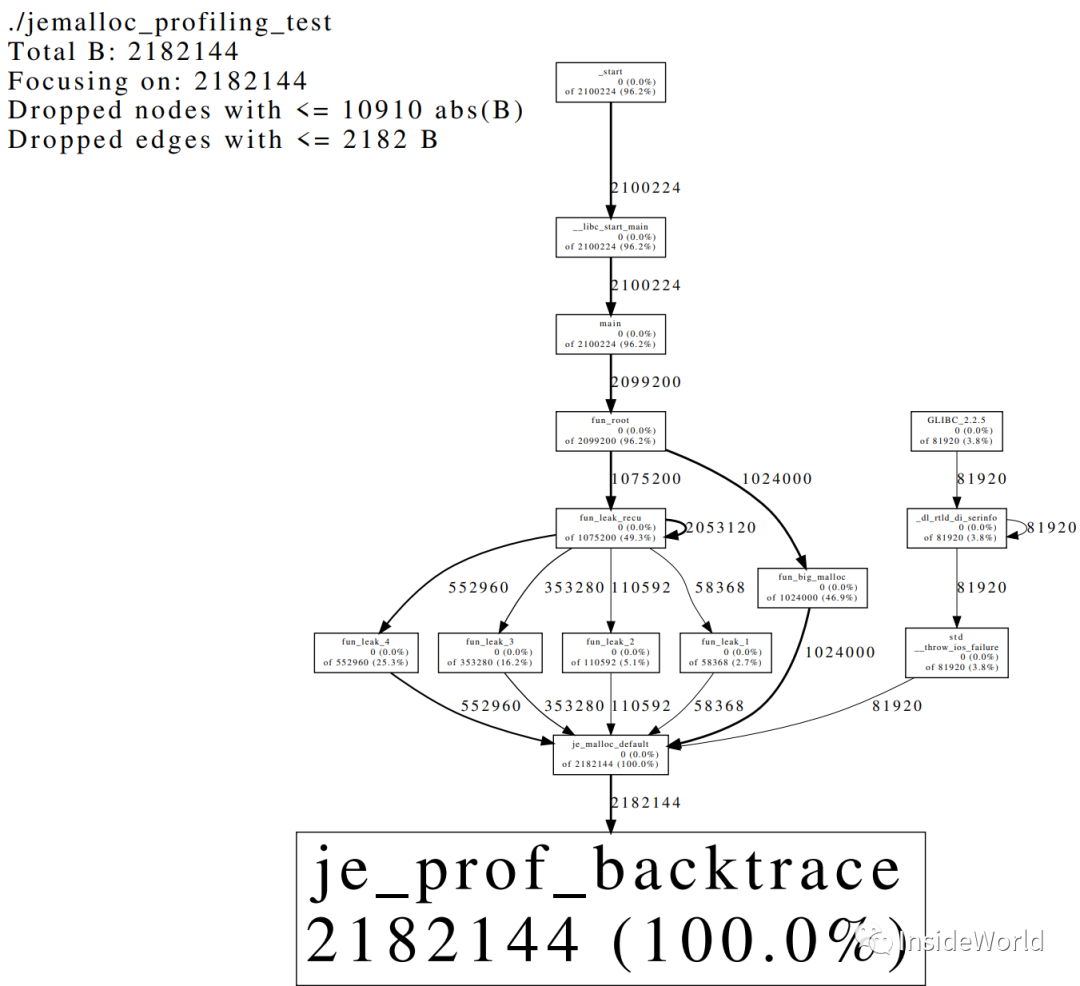 ./jemalloc_profiling_test
Total B: 2182144
Focusing on: 2182144
Dropped nodes with <= 10910 abs(B)
Dropped edges with <= 2182 B
_start
0 (0.0%)
of 2100224 (96.2%)
2100224
__libc_start_main
0 (0.0%)
of 2100224 (96.2%)
2100224
main
0 (0.0%)
of 2100224 (96.2%)
2099200
fun_root
0 (0.0%)
of 2099200 (96.2%)
GLIBC_2.2.5
0 (0.0%)
of 81920 (3.8%)
1075200
1024000
81920
fun_leak_recu
0 (0.0%)
of 1075200 (49.3%)
2053120
_dl_rtld_di_serinfo
0 (0.0%)
of 81920 (3.8%)
81920
552960
353280
110592
58368
fun_big_malloc
0 (0.0%)
of 1024000 (46.9%)
81920
fun_leak_4
0 (0.0%)
of 552960 (25.3%)
fun_leak_3
0 (0.0%)
of 353280 (16.2%)
fun_leak_2
0 (0.0%)
of 110592 (5.1%)
fun_leak_1
0 (0.0%)
of 58368 (2.7%)
1024000
std
__throw_ios_failure
0 (0.0%)
of 81920 (3.8%)
552960
353280
110592
58368
81920
je_malloc_default
0 (0.0%)
of 2182144 (100.0%)
2182144
je_prof_backtrace
2182144 (100.0%)
InsideWorld